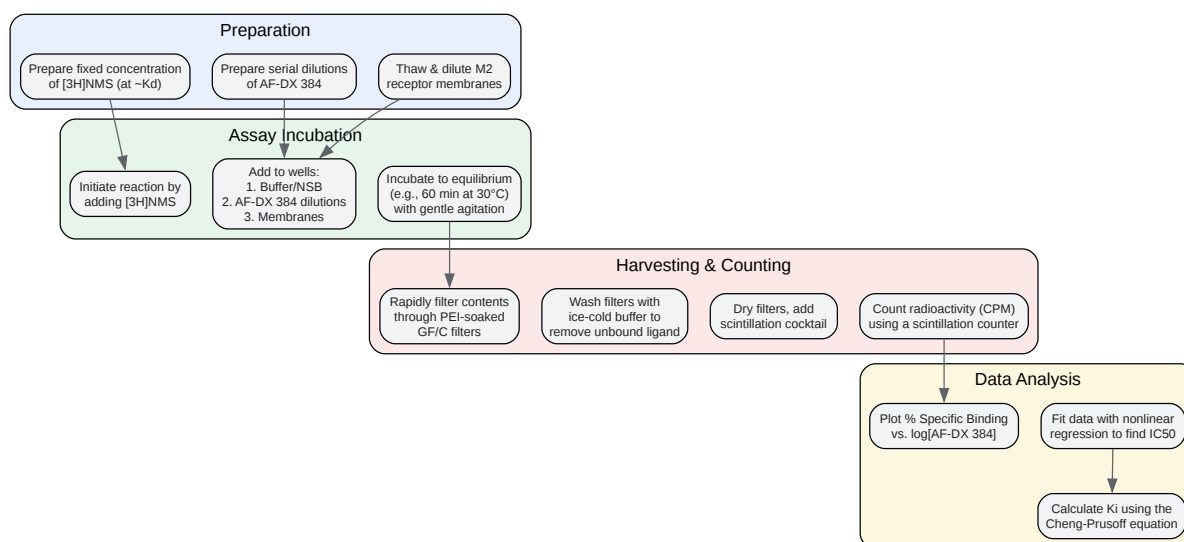 Preparation
Prepare fixed concentration
of [3H]NMS (at ~Kd)
Prepare serial dilutions
of AF-DX 384
Thaw & dilute M2
receptor membranes
Assay Incubation
Initiate reaction by
adding [3H]NMS
Add to wells:
1. Buffer/NSB
2. AF-DX 384 dilutions
3. Membranes
Incubate to equilibrium
(e.g., 60 min at 30°C)
with gentle agitation
Harvesting & Counting
Rapidly filter contents
through PEI-soaked
GF/C filters
Wash filters with
ice-cold buffer to
remove unbound ligand
Dry filters, add
scintillation cocktail
Count radioactivity (CPM)
using a scintillation counter
Data Analysis
Plot % Specific Binding
vs. log[AF-DX 384]
Fit data with nonlinear
regression to find IC50
Calculate Ki using the
Cheng-Prusoff equation